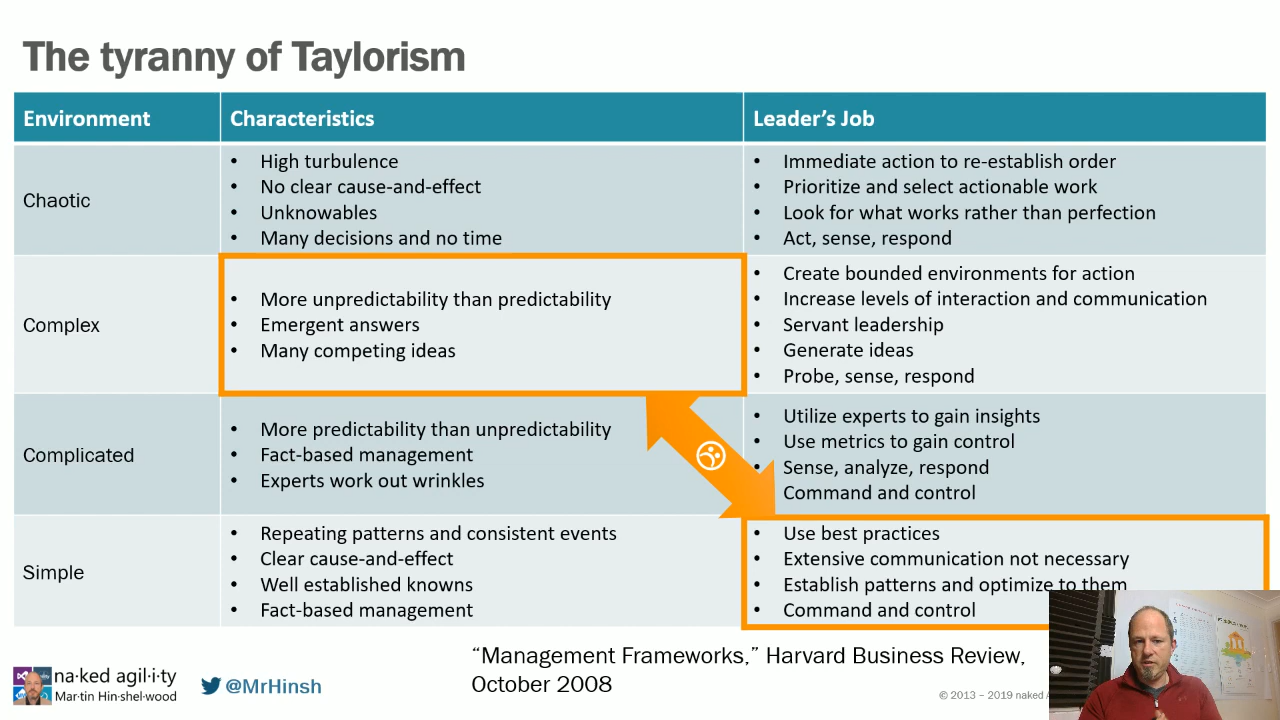 The tyranny of Taylorism
Environment
Characteristics
Leader's Job
Chaotic
• High turbulence
• No clear cause-and-effect
• Unknowables
• Many decisions and no time
• Immediate action to re-establish order
• Prioritize and select actionable work
• Look for what works rather than perfection
• Act, sense, respond
Complex
• More unpredictability than predictability
• Emergent answers
• Many competing ideas
• Create bounded environments for action
• Increase levels of interaction and communication
• Servant leadership
• Generate ideas
• Probe, sense, respond
Complicated
• More predictability than unpredictability
• Fact-based management
• Experts work out wrinkles
• Utilize experts to gain insights
• Use metrics to gain control
• Sense, analyze, respond
Command and control
Simple
• Repeating patterns and consistent events
• Clear cause-and-effect
• Well established knowns
• Fact-based management
• Use best practices
• Extensive communication not necessary
• Establish patterns and optimize to them
• Command and control
"Management Frameworks," Harvard Business Review,
October 2008
na·ked agil·i·ty
Mar·tin Hin·shel·wood
@MrHinsh
© 2013 – 2019 naked